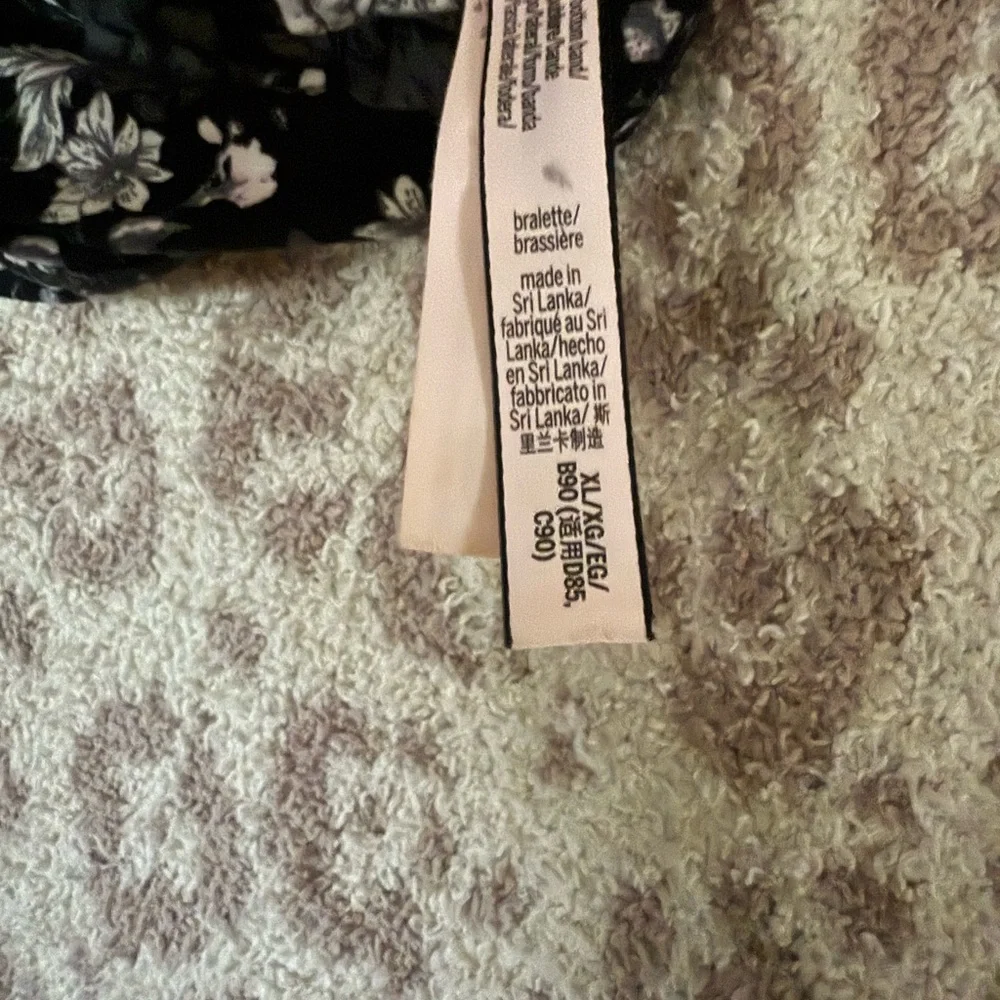 bralette/
brassière
made in
Sri Lanka/
fabriqué au Sri
Lanka/hecho
en Sri Lanka/
fabbricato in
Sri Lanka/ 斯
里兰卡制造
XL/XG/EG/
B90 (适用D85,
C90)